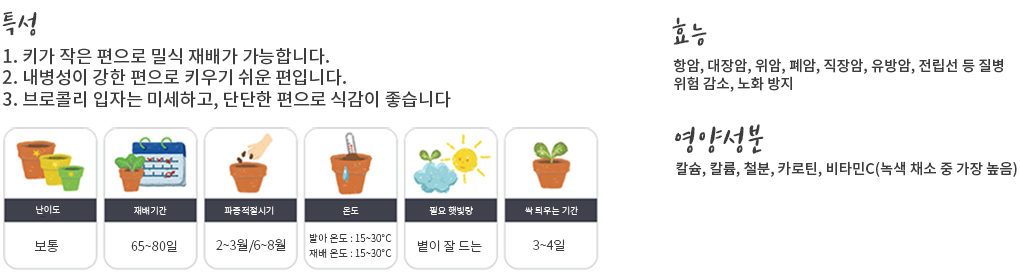 특성
1. 키가 작은 편으로 밀식 재배가 가능합니다.
2. 내병성이 강한 편으로 키우기 쉬운 편입니다.
3. 브로콜리 입자는 미세하고, 단단한 편으로 식감이 좋습니다
난이도
보통
재배기간
65~80일
파종적절시기
2~3월/6~8월
온도
발아 온도 : 15~30°C
재배 온도 : 15~30°C
필요 햇빛량
볕이 잘 드는
싹 틔우는 기간
3~4일
효능
항암, 대장암, 위암, 폐암, 직장암, 유방암, 전립선 등 질병
위험 감소, 노화 방지
영양성분
칼슘, 칼륨, 철분, 카로틴, 비타민C(녹색 채소 중 가장 높음)